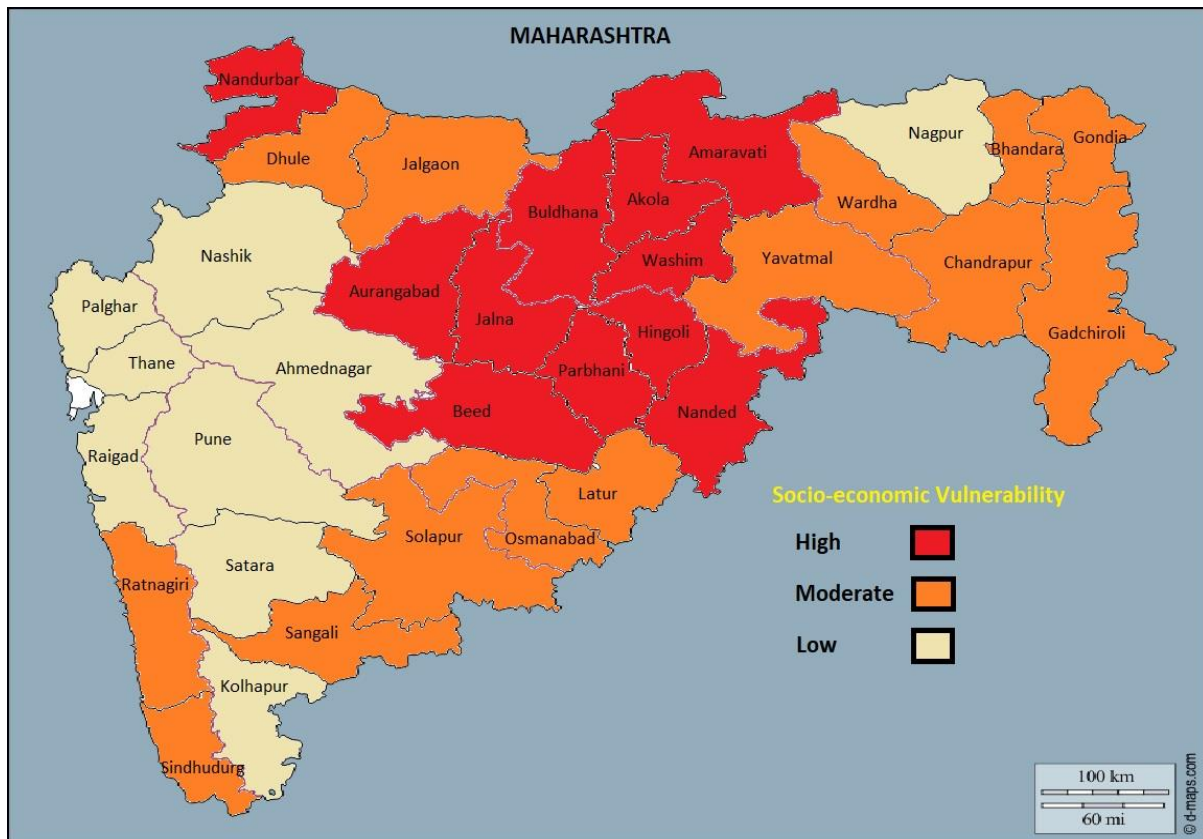 MAHARASHTRA
Nandurbar
Dhule
Jalgaon
Buldhana
Akola
Amaravati
Nagpur
Bhandara
Gondia
Wardha
Washim
Yavatmal
Chandrapur
Gadchiroli
Nashik
Aurangabad
Jalna
Hingoli
Parbhani
Nanded
Palghar
Thane
Ahmednagar
Beed
Raigad
Pune
Latur
Solapur
Osmanabad
Satara
Ratnagiri
Sangali
Kolhapur
Sindhudurg
Socio-economic Vulnerability
High
Moderate
Low
100 km
60 mi
© d-maps.com